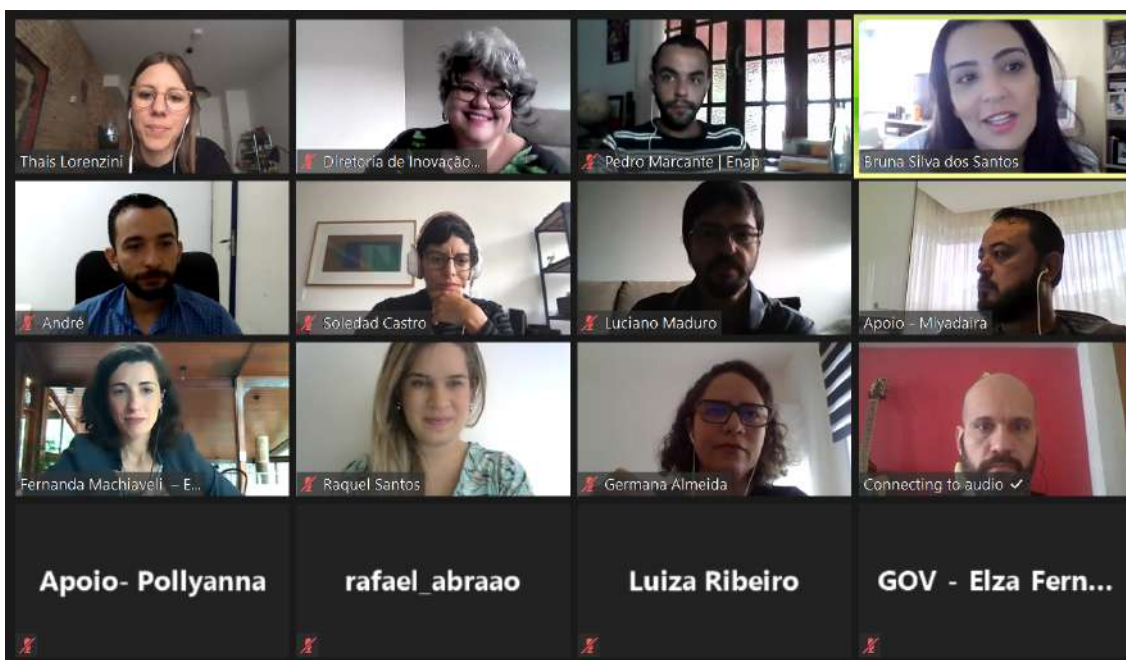 Thais Lorenzini
Diretoria de Inovação...
Pedro Marcante | Enap
Bruna Silva dos Santos
André
Soledad Castro
Luciano Maduro
Apoio - Miyadaira
Fernanda Machiaveli – E...
Raquel Santos
Germana Almeida
Connecting to audio ✓
Apoio- Pollyanna
rafael_abraao
Luiza Ribeiro
GOV - Elza Fern...